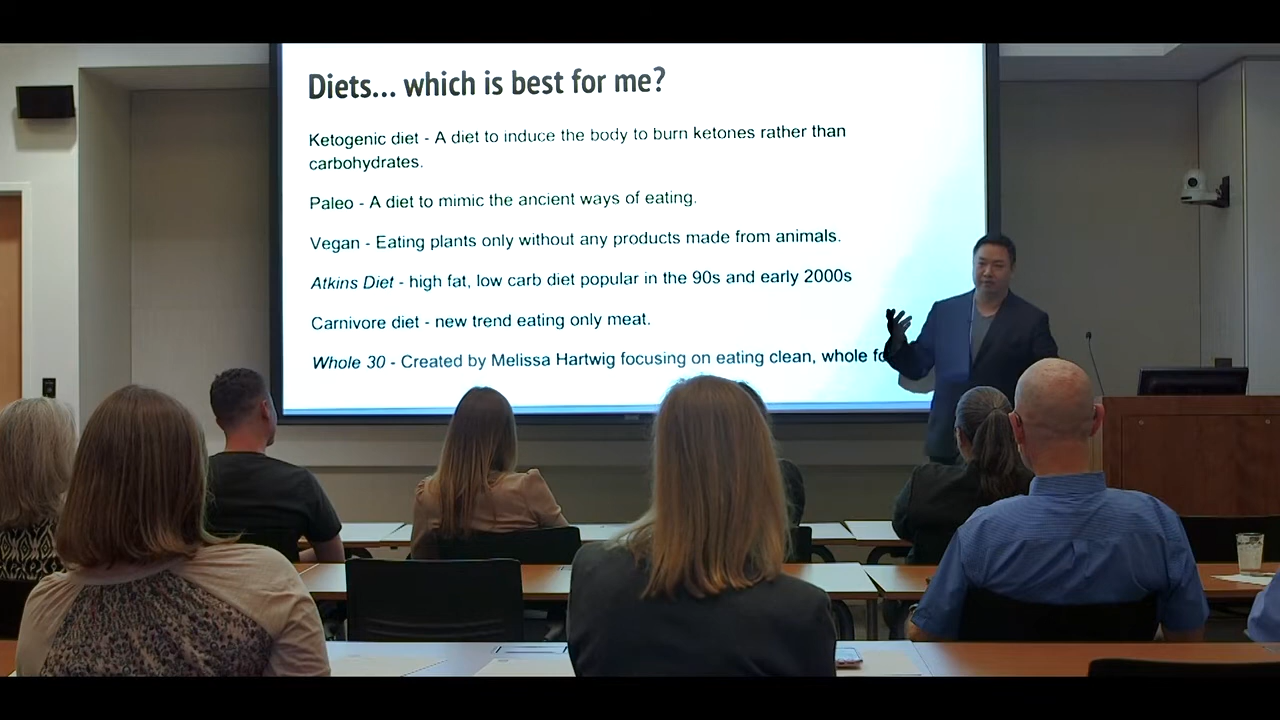 Diets... which is best for me?
Ketogenic diet - A diet to induce the body to burn ketones rather than
carbohydrates.
Paleo - A diet to mimic the ancient ways of eating.
Vegan - Eating plants only without any products made from animals.
Atkins Diet - high fat, low carb diet popular in the 90s and early 2000s
Carnivore diet - new trend eating only meat.
Whole 30 - Created by Melissa Hartwig focusing on eating clean, whole